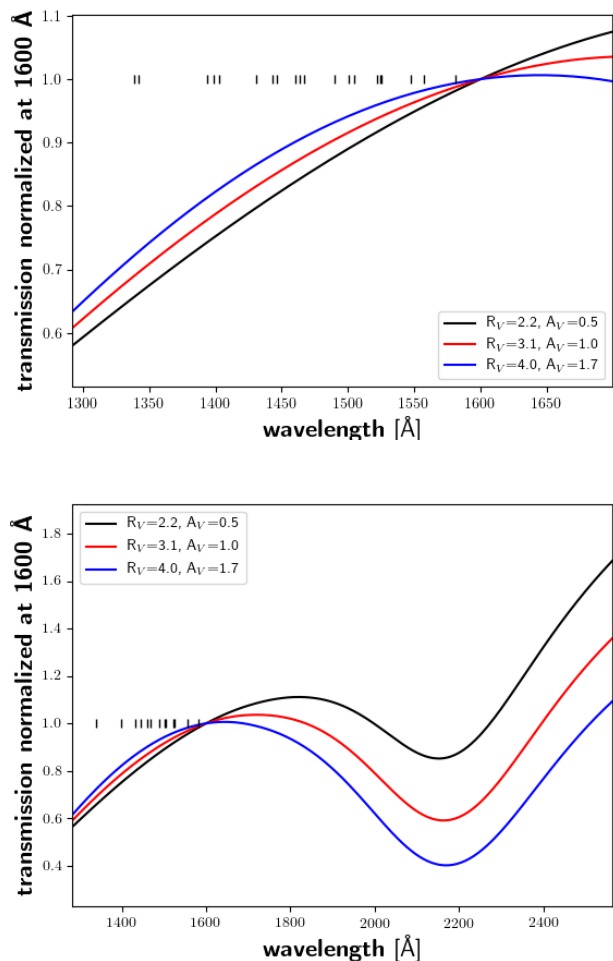 1.1
1.0
0.9
0.8
0.7
0.6
transmission normalized at 1600 Å
R_V=2.2, A_V=0.5
R_V=3.1, A_V=1.0
R_V=4.0, A_V=1.7
1300 1350 1400 1450 1500 1550 1600 1650
wavelength [Å]
R_V=2.2, A_V=0.5
R_V=3.1, A_V=1.0
R_V=4.0, A_V=1.7
1.8
1.6
1.4
1.2
1.0
0.8
0.6
0.4
transmission normalized at 1600 Å
1400 1600 1800 2000 2200 2400
wavelength [Å]